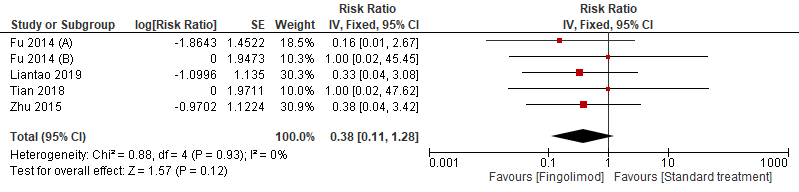 Risk Ratio Risk Ratio
Study or Subgroup log[Risk Ratio] SE Weight IV, Fixed, 95% CI IV, Fixed, 95% CI
Fu 2014 (A) -1.8643 1.4522 18.5% 0.16 [0.01, 2.67]
Fu 2014 (B) 0 1.9473 10.3% 1.00 [0.02, 45.45]
Liantao 2019 -1.0996 1.135 30.3% 0.33 [0.04, 3.08]
Tian 2018 0 1.9711 10.0% 1.00 [0.02, 47.62]
Zhu 2015 -0.9702 1.1224 30.9% 0.38 [0.04, 3.42]
Total (95% CI) 100.0% 0.38 [0.11, 1.28]
Heterogeneity: Chi² = 0.88, df = 4 (P = 0.93); I² = 0%
Test for overall effect: Z = 1.57 (P = 0.12)
0.001 0.1 1 10 1000
Favours [Fingolimod] Favours [Standard treatment]